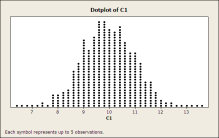 Dotplot of C1
7 8 9 10 11 12 13
C1
Each symbol represents up to 5 observations.